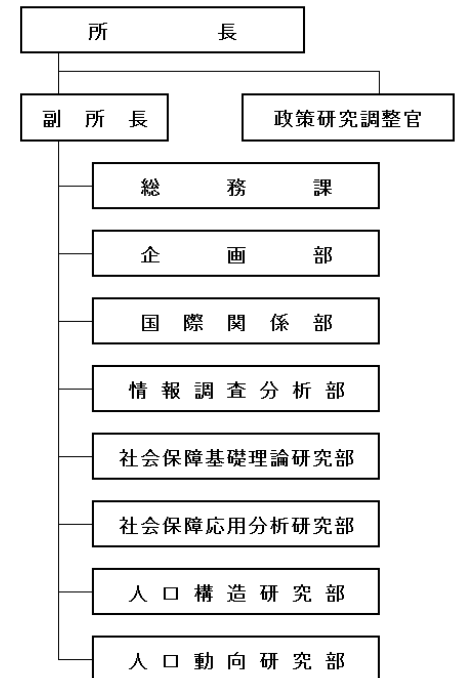 所長
副所長
政策研究調整官
総務課
企画部
国際関係部
情報調査分析部
社会保障基礎理論研究部
社会保障応用分析研究部
人口構造研究部
人口動向研究部